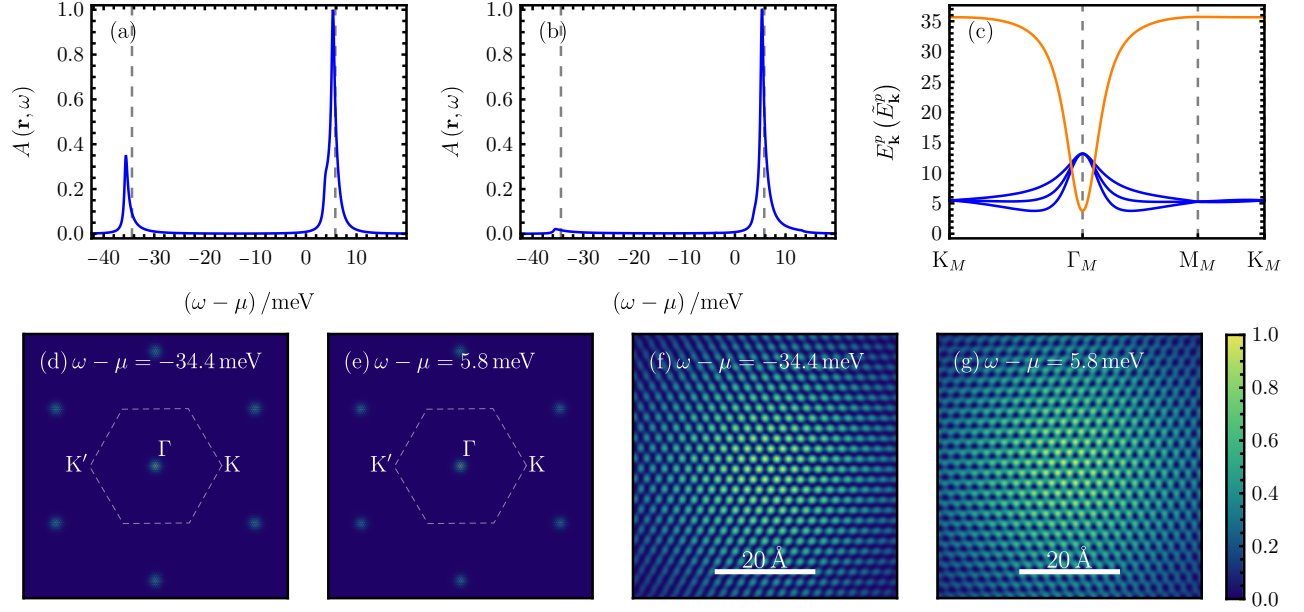 (a)
1.0
0.8
0.6
0.4
0.2
0.0
A (r, ω)
−40 −30 −20 −10 0 10
(ω − μ) /meV
(b)
1.0
0.8
0.6
0.4
0.2
0.0
A (r, ω)
−40 −30 −20 −10 0 10
(ω − μ) /meV
(c)
35
30
25
20
15
10
5
0
E_k^p (Ẽ_k^p)
K_M Γ_M M_M K_M
(d) ω − μ = −34.4 meV
Γ
K′ K
(e) ω − μ = 5.8 meV
Γ
K′ K
(f) ω − μ = −34.4 meV
20 Å
(g) ω − μ = 5.8 meV
20 Å
1.0
0.8
0.6
0.4
0.2
0.0